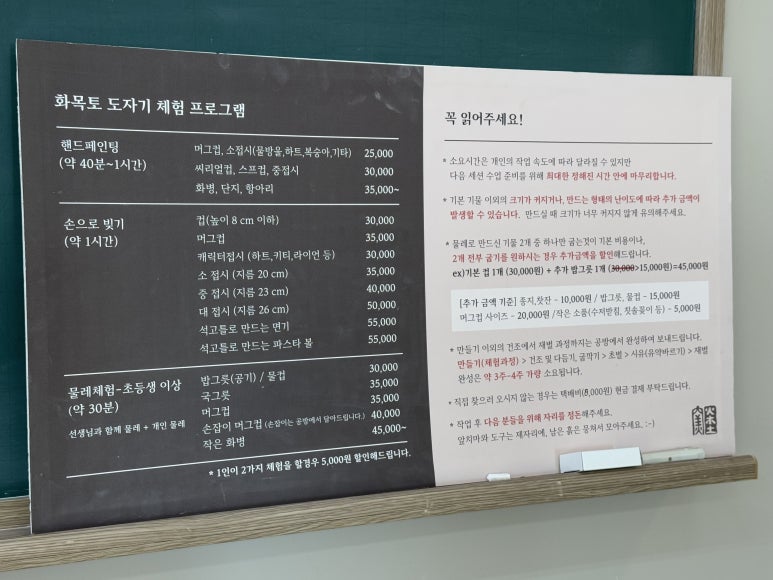 화목토 도자기 체험 프로그램
핸드페인팅
(약 40분~1시간)
머그컵, 소접시(물방울,하트,복숭아,기타) 25,000
씨리얼컵, 스프컵, 중접시 30,000
화병, 단지, 항아리 35,000~
손으로 빚기
(약 1시간)
컵(높이 8 cm 이하) 30,000
머그컵 35,000
캐릭터접시 (하트,키티,라이언 등) 30,000
소 접시 (지름 20 cm) 35,000
중 접시 (지름 23 cm) 40,000
대 접시 (지름 26 cm) 50,000
석고틀로 만드는 면기 55,000
석고틀로 만드는 파스타 볼 55,000
물레체험-초등생 이상
(약 30분)
선생님과 함께 물레 + 개인 물레
밥그릇(공기) / 물컵 30,000
국그릇 35,000
머그컵 35,000
손잡이 머그컵 (손잡이는 공방에서 달아드립니다.) 40,000
작은 화병 45,000~
* 1인이 2가지 체험을 할경우 5,000원 할인해드립니다.
꼭 읽어주세요!
* 소요시간은 개인의 작업 속도에 따라 달라질 수 있지만
다음 세션 수업 준비를 위해 최대한 정해진 시간 안에 마무리합니다.
* 기본 기물 이외의 크기가 커지거나, 만드는 형태의 난이도에 따라 추가 금액이
발생할 수 있습니다. 만드실 때 크기가 너무 커지지 않게 유의해주세요.
* 물레로 만드신 기물 2개 중 하나만 굽는것이 기본 비용이나,
2개 전부 굽기를 원하시는 경우 추가금액을 할인해드립니다.
ex)기본 컵 1개 (30,000원) + 추가 밥그릇 1개 (30,000>15,000원)=45,000원
[추가 금액 기준] 종지,찻잔 - 10,000원 / 밥그릇, 물컵 - 15,000원
머그컵 사이즈 - 20,000원 /작은 소품(수저받침, 칫솔꽂이 등) - 5,000원
* 만들기 이외의 건조에서 재벌 과정까지는 공방에서 완성하여 보내드립니다.
만들기(체험과정) > 건조 및 다듬기, 굽깎기 > 초벌 > 시유(유약바르기) > 재벌
완성은 약 3주~4주 가량 소요됩니다.
* 직접 찾으러 오시지 않는 경우는 택배비(5,000원) 현금 결제 부탁드립니다.
* 작업 후 다음 분들을 위해 자리를 정돈해주세요.
앞치마와 도구는 제자리에, 남은 흙은 뭉쳐서 모아주세요. :-)
火木土